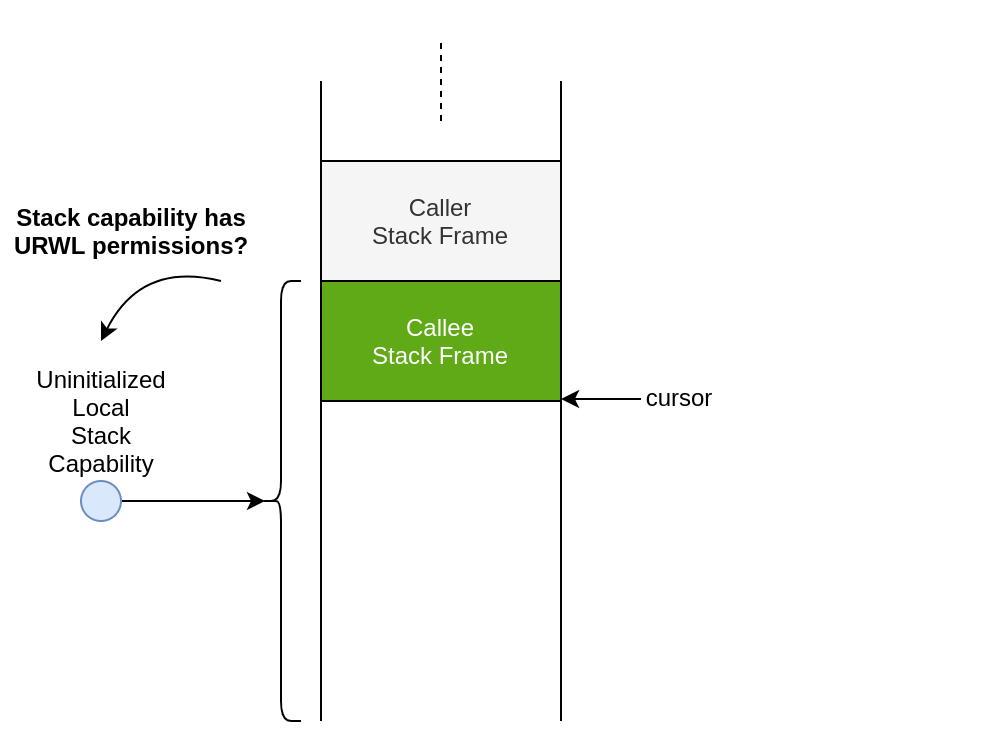 Caller
Stack Frame
Stack capability has
URWL permissions?
Callee
Stack Frame
Uninitialized
Local
Stack
Capability
cursor